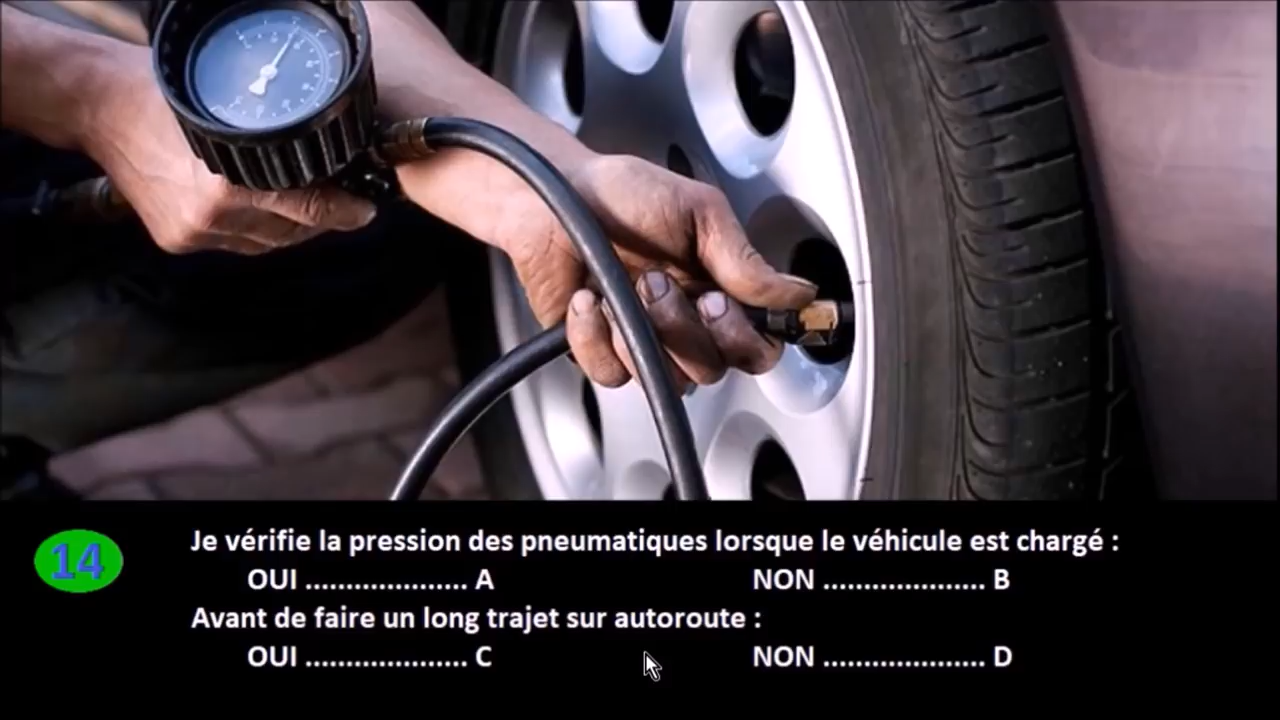 14
Je vérifie la pression des pneumatiques lorsque le véhicule est chargé :
OUI .................... A NON .................... B
Avant de faire un long trajet sur autoroute :
OUI .................... C NON .................... D